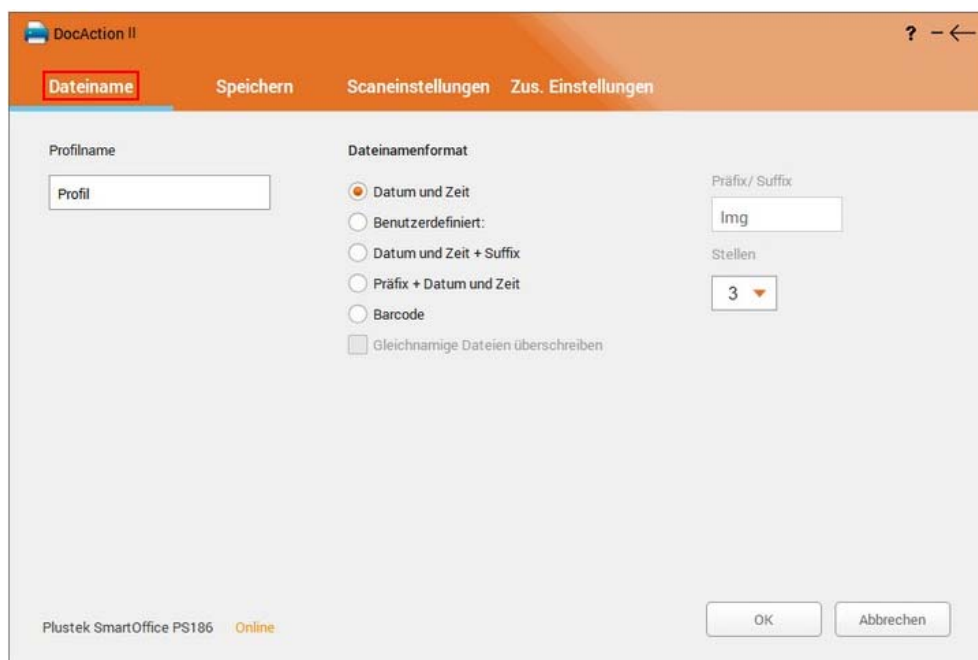 DocAction II
? – ←
Dateiname Speichern Scaneinstellungen Zus. Einstellungen
Profilname
Profil
Dateinamenformat
Datum und Zeit
Benutzerdefiniert:
Datum und Zeit + Suffix
Präfix + Datum und Zeit
Barcode
Gleichnamige Dateien überschreiben
Präfix/ Suffix
Img
Stellen
3
Plustek SmartOffice PS186 Online
OK Abbrechen